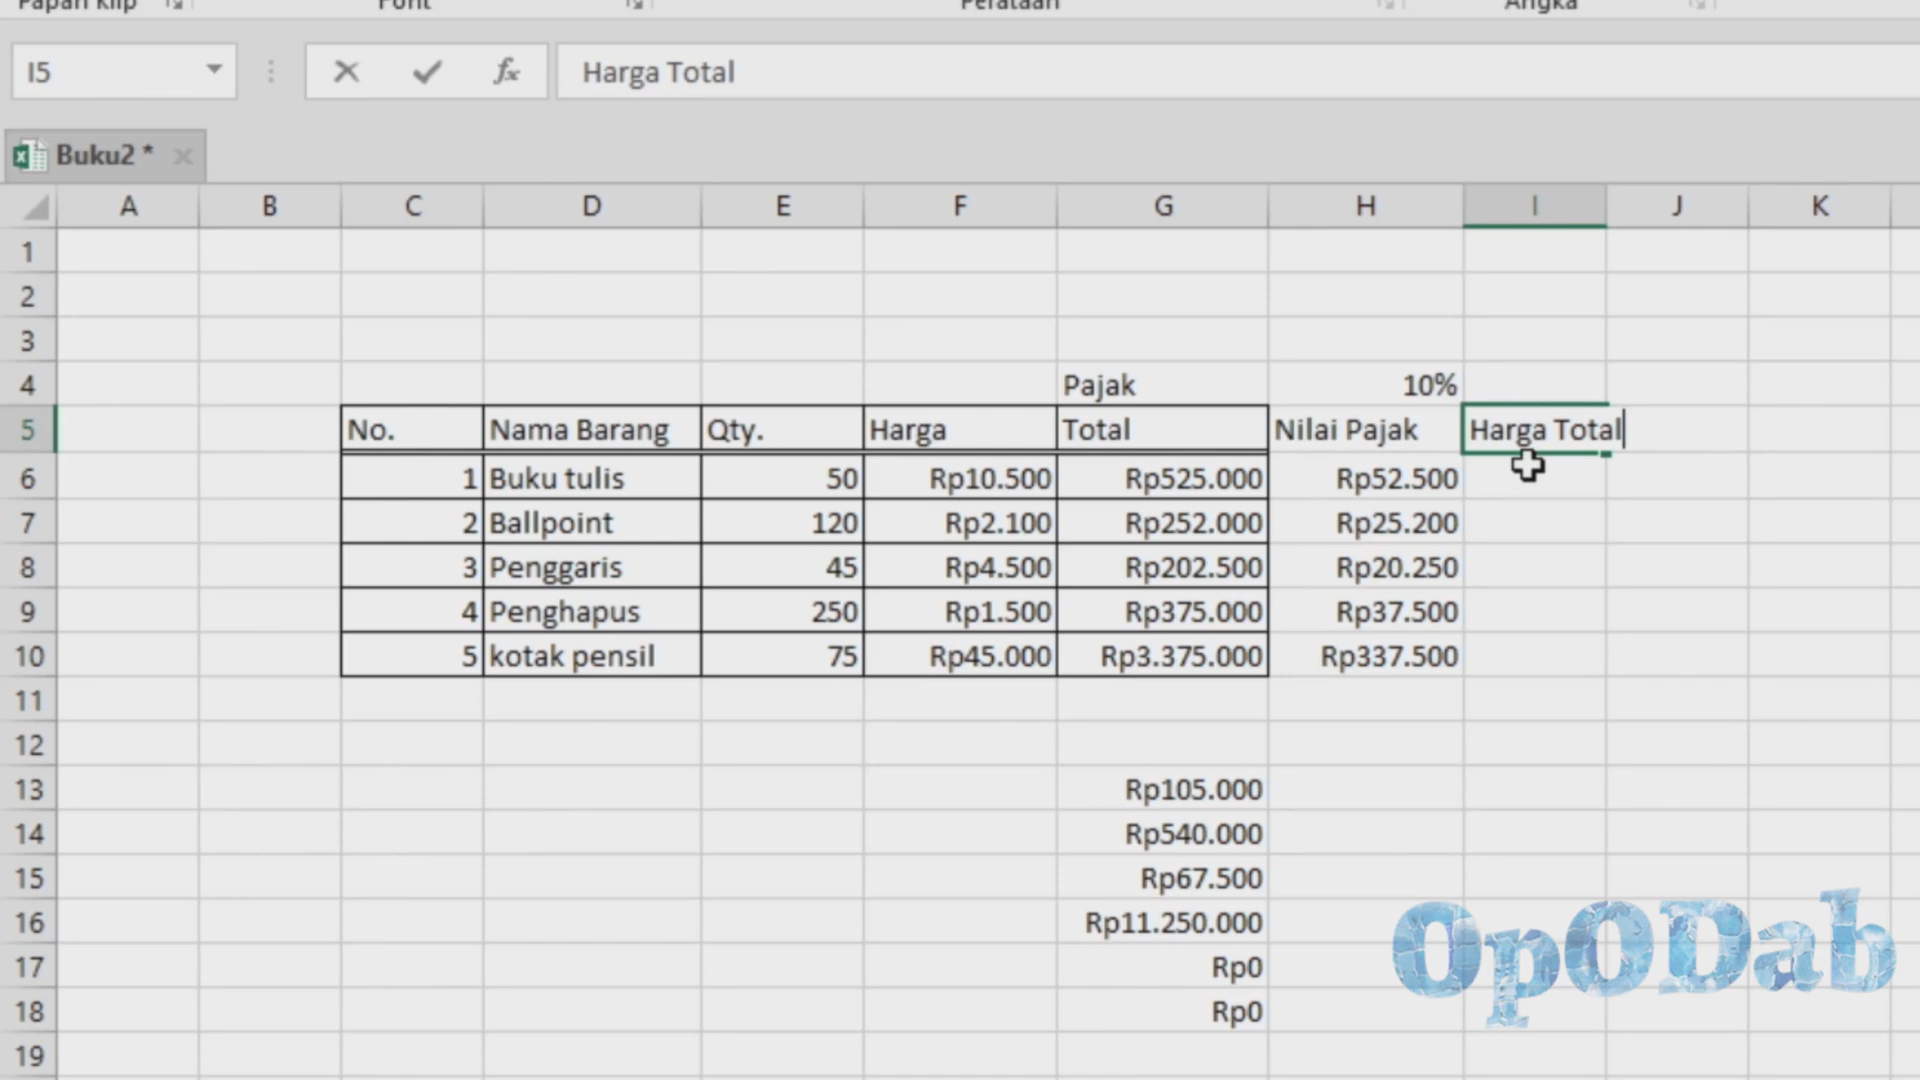 Papan Klip Font Perataan Angka
I5 fx Harga Total
Buku2 *
A B C D E F G H I J K
1
2
3
4 Pajak 10%
5 No. Nama Barang Qty. Harga Total Nilai Pajak Harga Total
6 1 Buku tulis 50 Rp10.500 Rp525.000 Rp52.500
7 2 Ballpoint 120 Rp2.100 Rp252.000 Rp25.200
8 3 Penggaris 45 Rp4.500 Rp202.500 Rp20.250
9 4 Penghapus 250 Rp1.500 Rp375.000 Rp37.500
10 5 kotak pensil 75 Rp45.000 Rp3.375.000 Rp337.500
11
12
13 Rp105.000
14 Rp540.000
15 Rp67.500
16 Rp11.250.000
17 Rp0
18 Rp0
19
OpODab